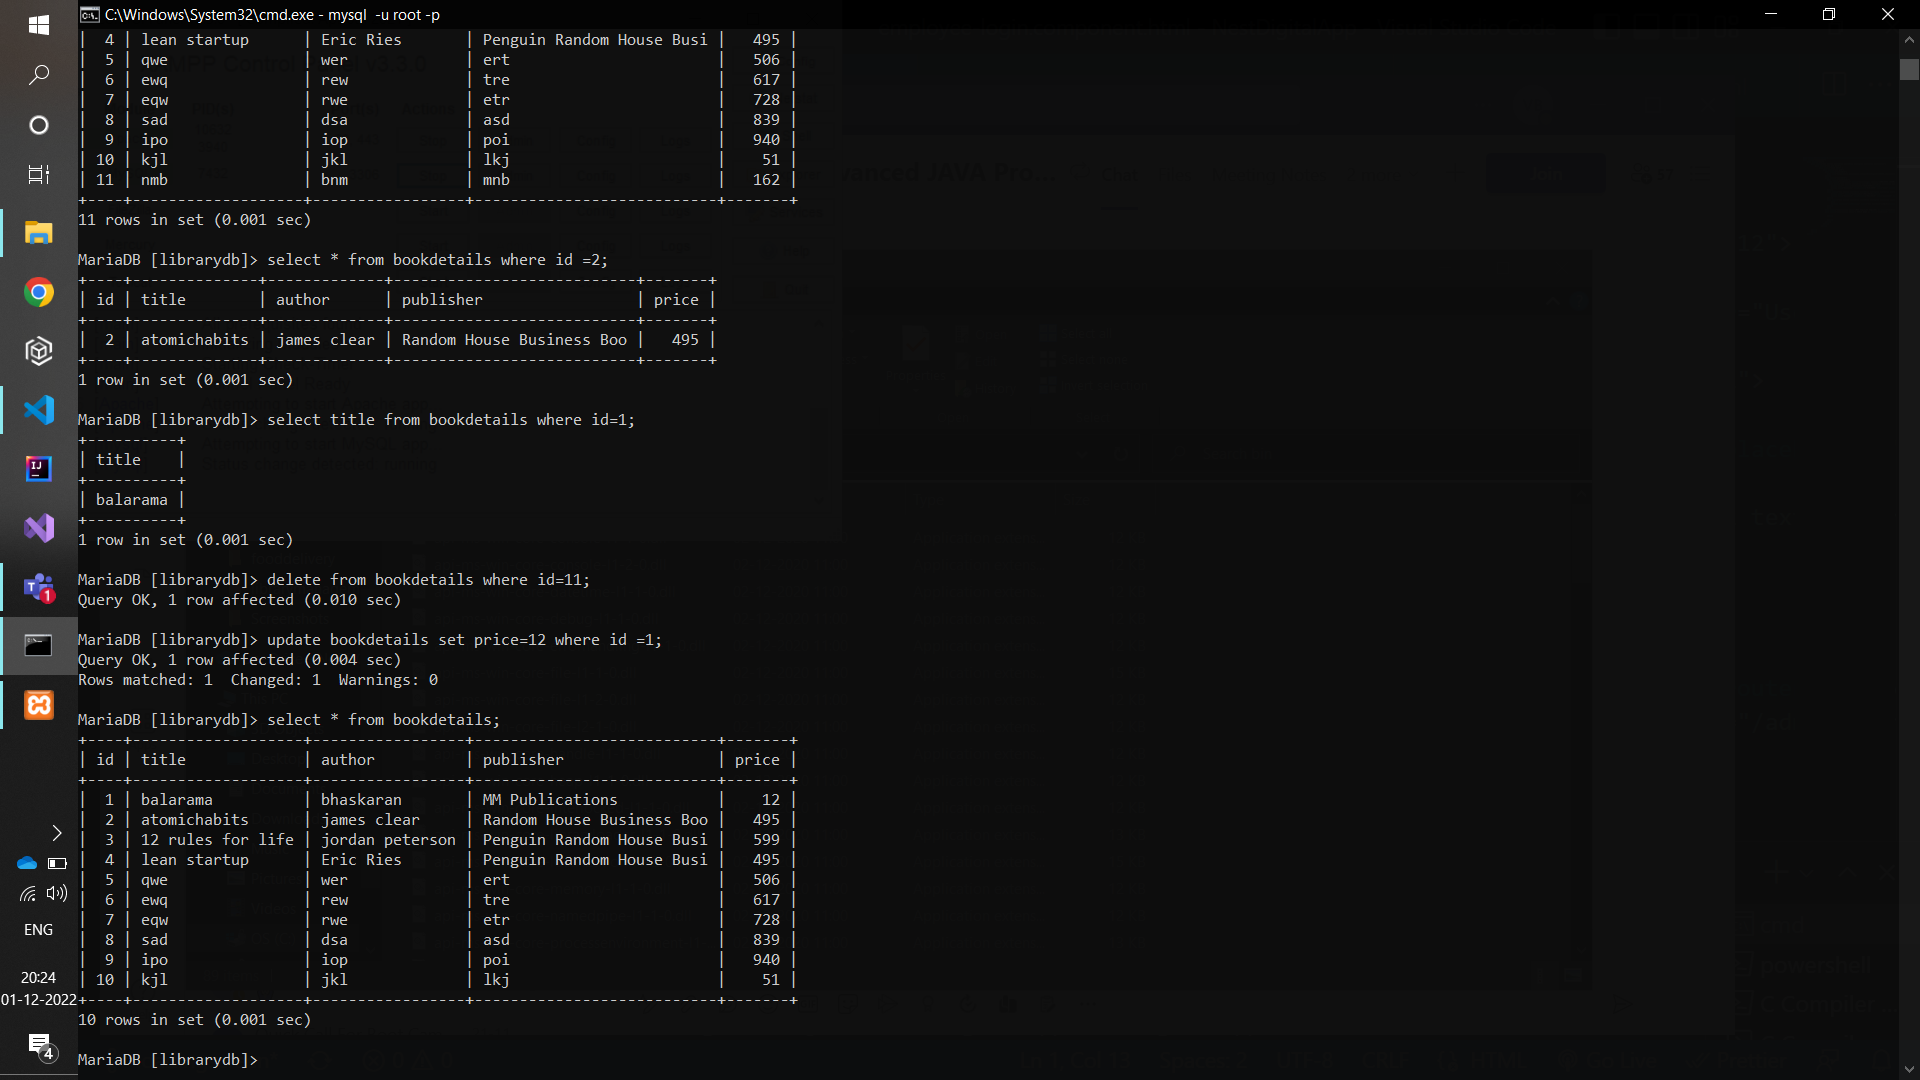 C:\Windows\System32\cmd.exe - mysql  -u root -p
|  4 | lean startup      | Eric Ries       | Penguin Random House Busi |   495 |
|  5 | qwe               | wer             | ert                       |   506 |
|  6 | ewq               | rew             | tre                       |   617 |
|  7 | eqw               | rwe             | etr                       |   728 |
|  8 | sad               | dsa             | asd                       |   839 |
|  9 | ipo               | iop             | poi                       |   940 |
| 10 | kjl               | jkl             | lkj                       |    51 |
| 11 | nmb               | bnm             | mnb                       |   162 |
+----+-------------------+-----------------+---------------------------+-------+
11 rows in set (0.001 sec)
MariaDB [librarydb]> select * from bookdetails where id =2;
+----+--------------+-------------+---------------------------+-------+
| id | title        | author      | publisher                 | price |
+----+--------------+-------------+---------------------------+-------+
|  2 | atomichabits | james clear | Random House Business Boo |   495 |
+----+--------------+-------------+---------------------------+-------+
1 row in set (0.001 sec)
MariaDB [librarydb]> select title from bookdetails where id=1;
+----------+
| title    |
+----------+
| balarama |
+----------+
1 row in set (0.001 sec)
MariaDB [librarydb]> delete from bookdetails where id=11;
Query OK, 1 row affected (0.010 sec)
MariaDB [librarydb]> update bookdetails set price=12 where id =1;
Query OK, 1 row affected (0.004 sec)
Rows matched: 1  Changed: 1  Warnings: 0
MariaDB [librarydb]> select * from bookdetails;
+----+-------------------+-----------------+---------------------------+-------+
| id | title             | author          | publisher                 | price |
+----+-------------------+-----------------+---------------------------+-------+
|  1 | balarama          | bhaskaran       | MM Publications           |    12 |
|  2 | atomichabits      | james clear     | Random House Business Boo |   495 |
|  3 | 12 rules for life | jordan peterson | Penguin Random House Busi |   599 |
|  4 | lean startup      | Eric Ries       | Penguin Random House Busi |   495 |
|  5 | qwe               | wer             | ert                       |   506 |
|  6 | ewq               | rew             | tre                       |   617 |
|  7 | eqw               | rwe             | etr                       |   728 |
|  8 | sad               | dsa             | asd                       |   839 |
|  9 | ipo               | iop             | poi                       |   940 |
| 10 | kjl               | jkl             | lkj                       |    51 |
+----+-------------------+-----------------+---------------------------+-------+
10 rows in set (0.001 sec)
MariaDB [librarydb]>
IJ
T 1
ENG
20:24
01-12-2022
4